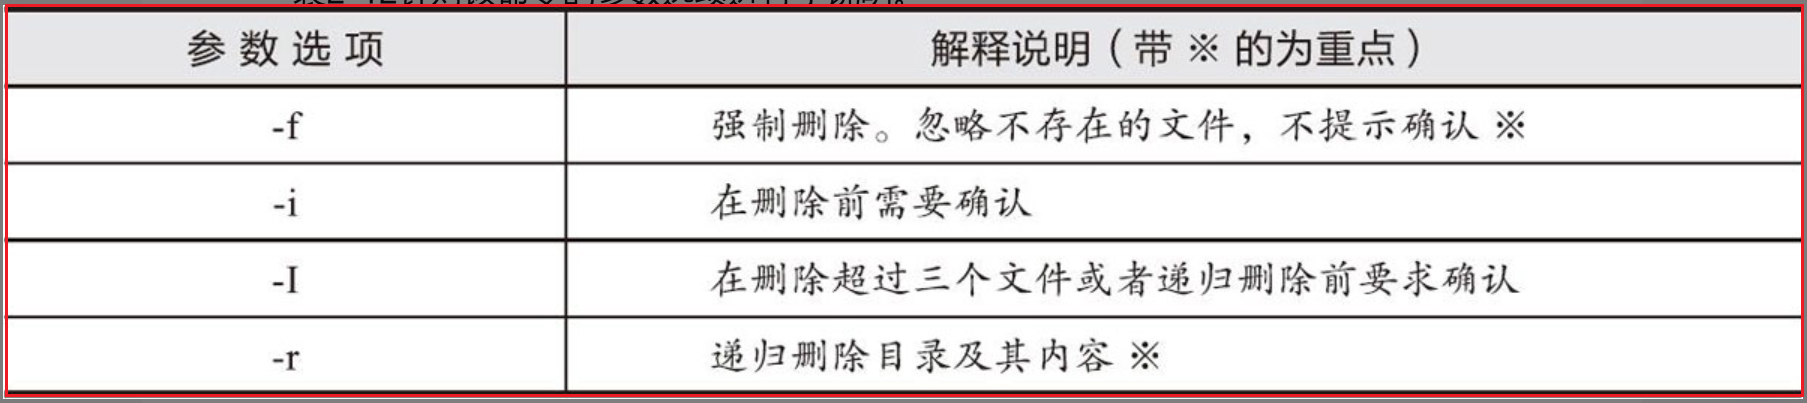 参数选项 解释说明（带 ※ 的为重点）
-f 强制删除。忽略不存在的文件，不提示确认 ※
-i 在删除前需要确认
-I 在删除超过三个文件或者递归删除前要求确认
-r 递归删除目录及其内容 ※